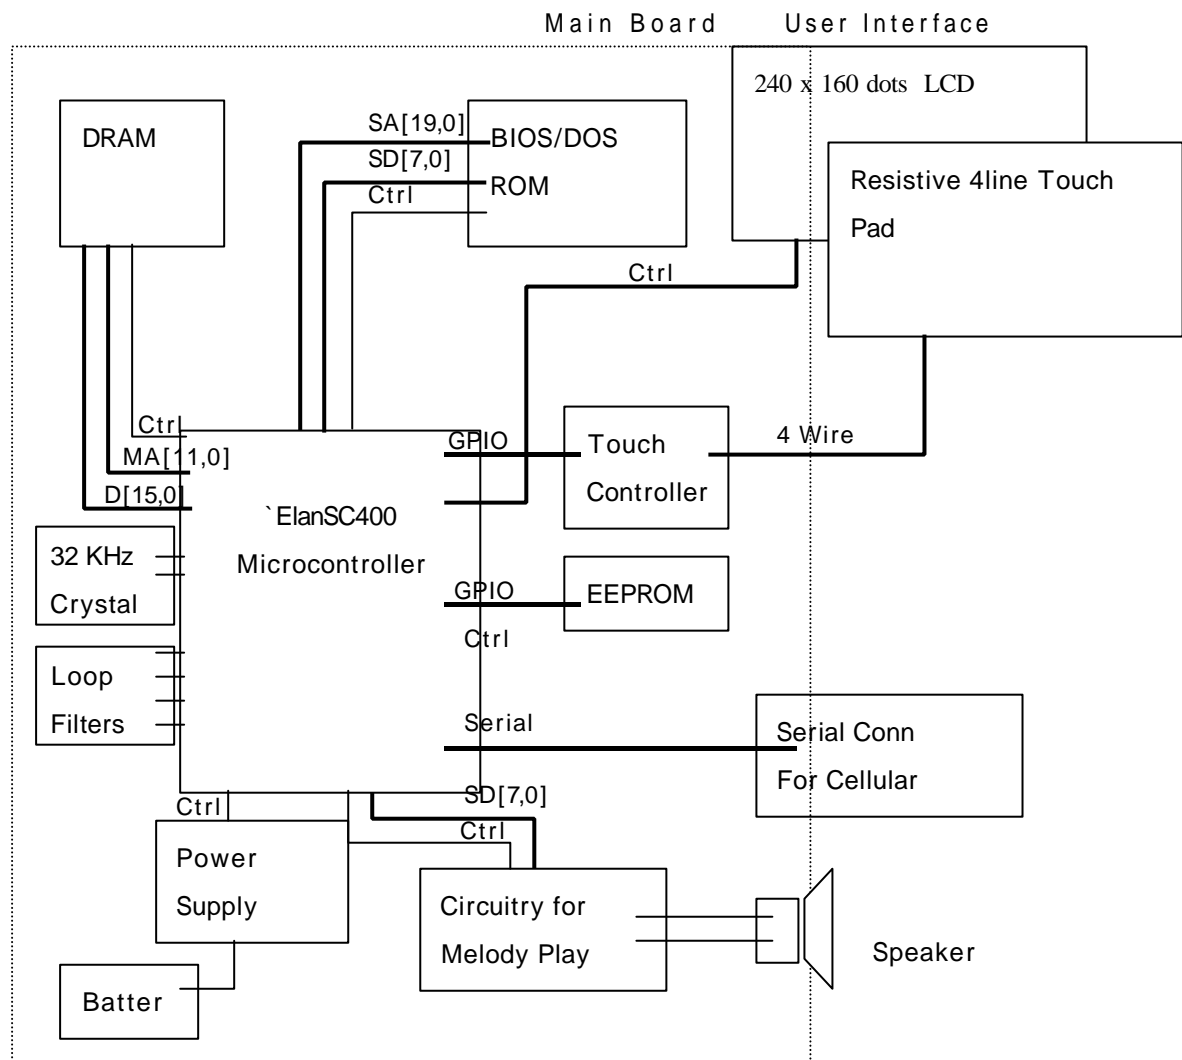 Main Board
User Interface
240 x 160 dots LCD
DRAM
SA[19,0]
BIOS/DOS
SD[7,0]
ROM
Ctrl
Resistive 4line Touch
Pad
Ctrl
Ctrl
MA[11,0]
D[15,0]
GPIO
Touch
Controller
4 Wire
`ElanSC400
Microcontroller
32 KHz
Crystal
GPIO
EEPROM
Ctrl
Loop
Filters
Serial
Serial Conn
For Cellular
SD[7,0]
Ctrl
Ctrl
Power
Supply
Circuitry for
Melody Play
Speaker
Batter